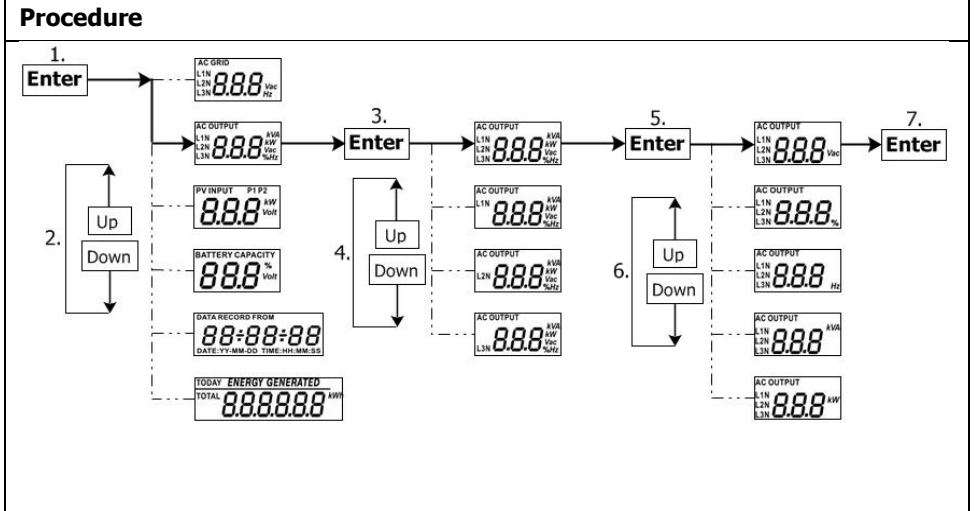 Procedure
1.
Enter
AC GRID
L1N
L2N 8.8.8. Vac
L3N Hz
AC OUTPUT
L1N kVA
L2N 8.8.8. kW
Vac
L3N %Hz
3.
Enter
AC OUTPUT
L1N kVA
L2N 8.8.8. kW
Vac
L3N %Hz
5.
Enter
AC OUTPUT
L1N
L2N 8.8.8. Vac
L3N
7.
Enter
2.
Up
Down
PV INPUT P1 P2
8.8.8 kW
Volt
BATTERY CAPACITY
8.8.8 %
Volt
DATA RECORD FROM
88:88:88
DATE:YY-MM-DD TIME:HH:MM:SS
TODAY ENERGY GENERATED
TOTAL 8.8.8.8.8.8 kWh
4.
Up
Down
AC OUTPUT
L1N 8.8.8. kVA
kW
Vac
%Hz
AC OUTPUT
L2N 8.8.8. kVA
kW
Vac
%Hz
AC OUTPUT
L3N 8.8.8. kVA
kW
Vac
%Hz
6.
Up
Down
AC OUTPUT
L1N
L2N 8.8.8.
L3N %
AC OUTPUT
L1N
L2N 8.8.8
L3N Hz
AC OUTPUT
L1N kVA
L2N 8.8.8
L3N
AC OUTPUT
L1N
L2N 8.8.8 kW
L3N